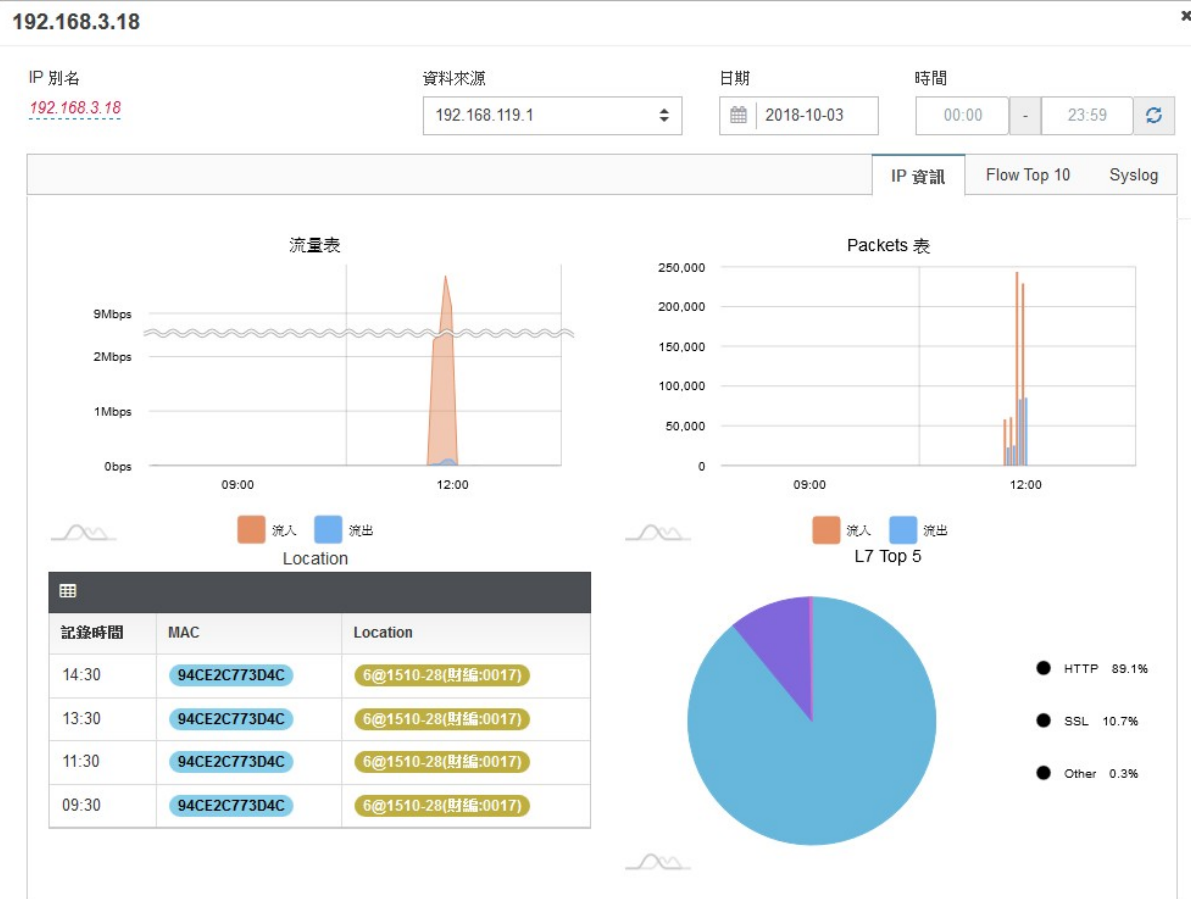 192.168.3.18
IP 別名
資料來源
日期
時間
192.168.3.18
192.168.119.1
2018-10-03
00:00
-
23:59
IP 資訊
Flow Top 10
Syslog
流量表
9Mbps
2Mbps
1Mbps
0bps
09:00
12:00
流入
流出
Packets 表
250,000
200,000
150,000
100,000
50,000
0
09:00
12:00
流入
流出
Location
記錄時間 MAC Location
14:30 94CE2C773D4C 6@1510-28(財編:0017)
13:30 94CE2C773D4C 6@1510-28(財編:0017)
11:30 94CE2C773D4C 6@1510-28(財編:0017)
09:30 94CE2C773D4C 6@1510-28(財編:0017)
L7 Top 5
HTTP 89.1%
SSL 10.7%
Other 0.3%